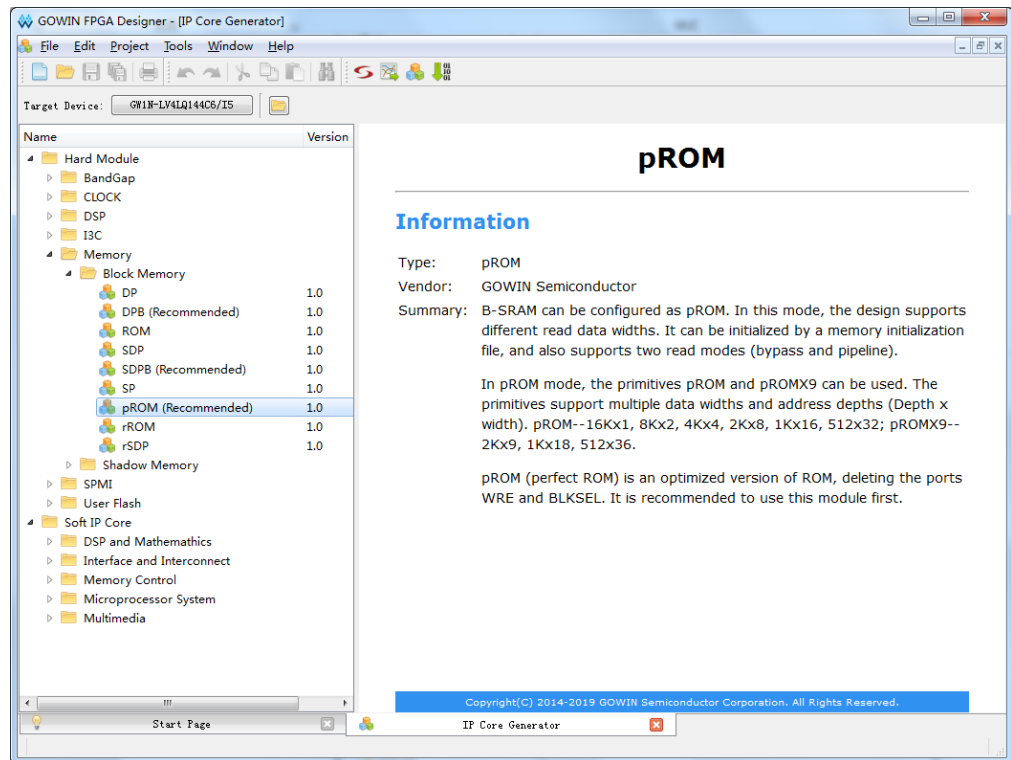 GOWIN FPGA Designer - [IP Core Generator]
File Edit Project Tools Window Help
Target Device: GW1N-LV4LQ144C6/I5
Name Version
Hard Module
BandGap
CLOCK
DSP
I3C
Memory
Block Memory
DP 1.0
DPB (Recommended) 1.0
ROM 1.0
SDP 1.0
SDPB (Recommended) 1.0
SP 1.0
pROM (Recommended) 1.0
rROM 1.0
rSDP 1.0
Shadow Memory
SPMI
User Flash
Soft IP Core
DSP and Mathemathics
Interface and Interconnect
Memory Control
Microprocessor System
Multimedia
pROM
Information
Type: pROM
Vendor: GOWIN Semiconductor
Summary: B-SRAM can be configured as pROM. In this mode, the design supports
different read data widths. It can be initialized by a memory initialization
file, and also supports two read modes (bypass and pipeline).
In pROM mode, the primitives pROM and pROMX9 can be used. The
primitives support multiple data widths and address depths (Depth x
width). pROM--16Kx1, 8Kx2, 4Kx4, 2Kx8, 1Kx16, 512x32; pROMX9--
2Kx9, 1Kx18, 512x36.
pROM (perfect ROM) is an optimized version of ROM, deleting the ports
WRE and BLKSEL. It is recommended to use this module first.
Copyright(C) 2014-2019 GOWIN Semiconductor Corporation. All Rights Reserved.
Start Page IP Core Generator